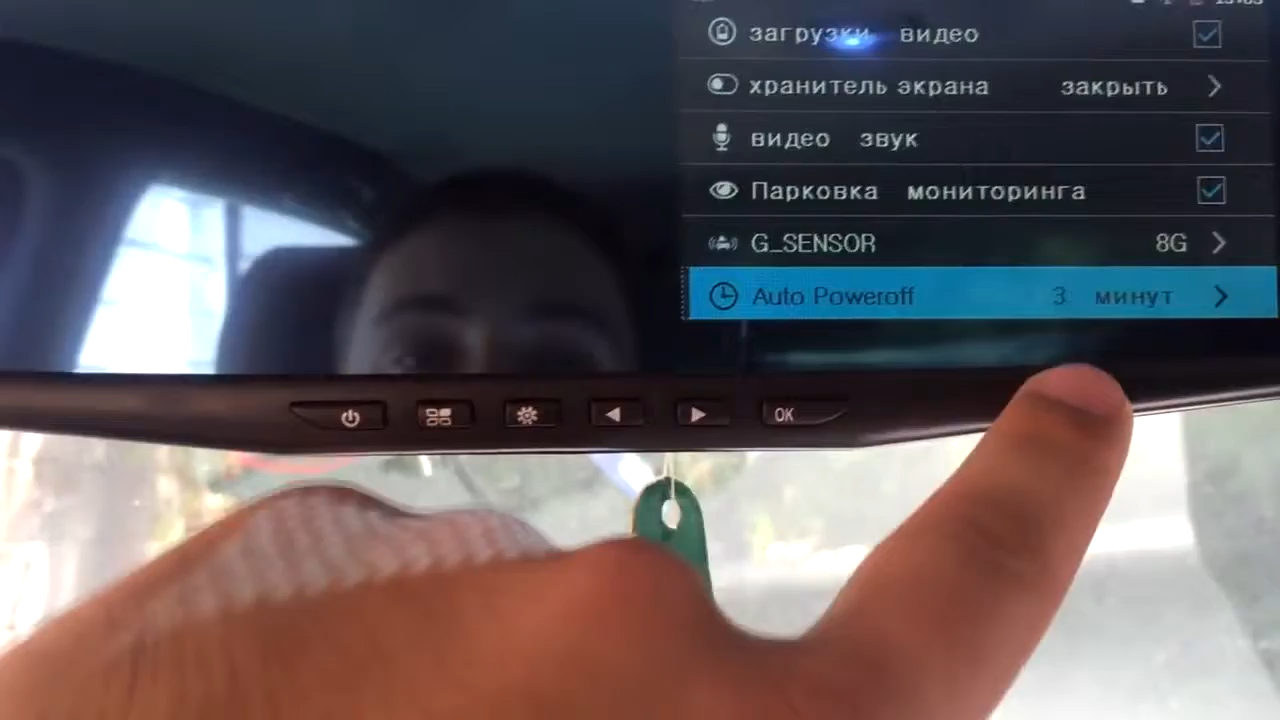 загрузки видео
хранитель экрана закрыть
видео звук
Парковка мониторинга
G_SENSOR 8G
Auto Poweroff 3 минут
OK